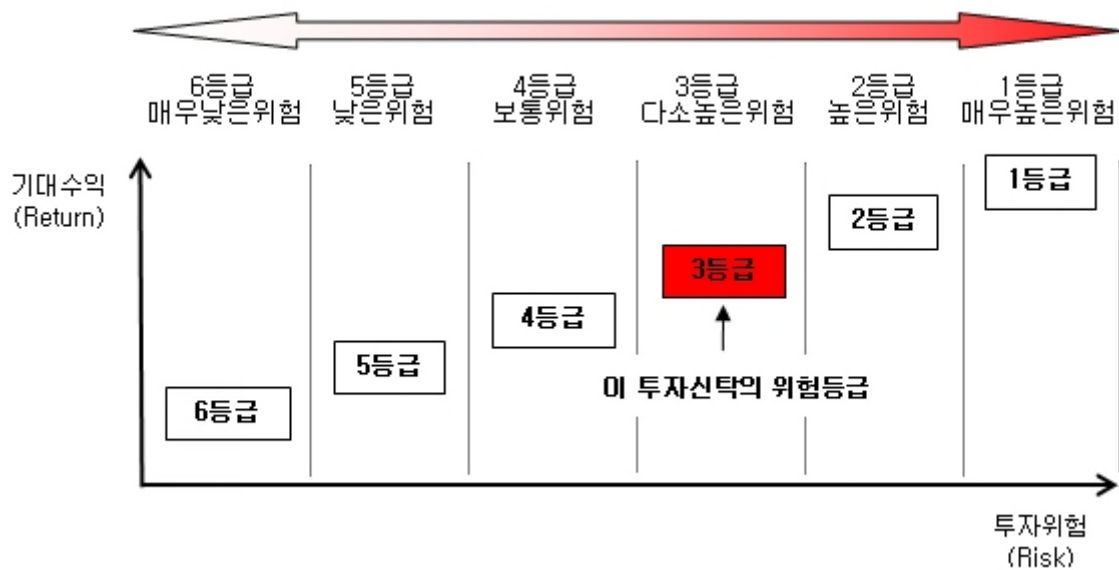 6등급
매우낮은위험
5등급
낮은위험
4등급
보통위험
3등급
다소높은위험
2등급
높은위험
1등급
매우높은위험
기대수익
(Return)
1등급
2등급
3등급
4등급
5등급
6등급
이 투자신탁의 위험등급
투자위험
(Risk)